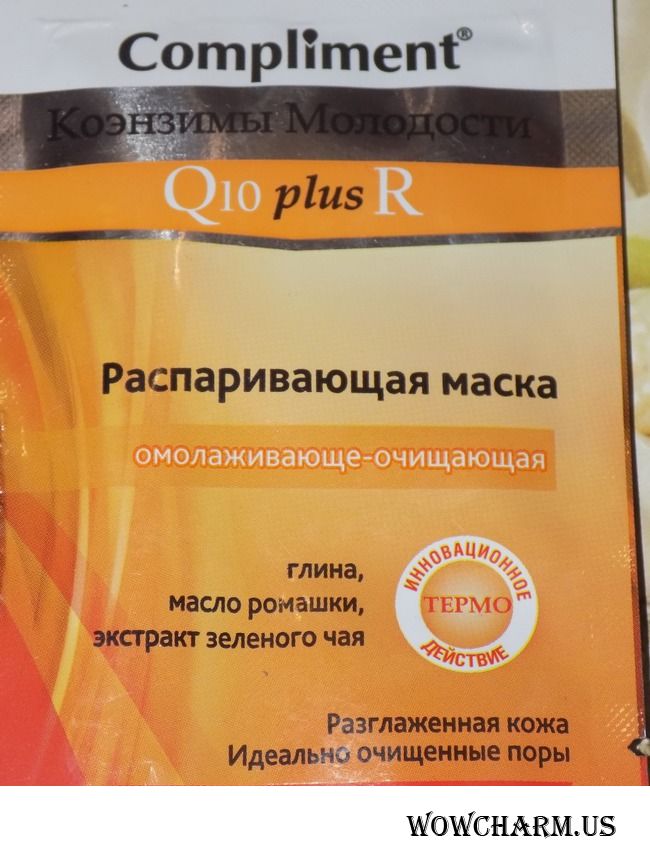 Compliment®
Коэнзимы Молодости
Q10 plus R
Распаривающая маска
омолаживающе-очищающая
глина,
масло ромашки,
экстракт зеленого чая
ИННОВАЦИОННОЕ
ТЕРМО
ДЕЙСТВИЕ
Разглаженная кожа
Идеально очищенные поры
WOWCHARM.US